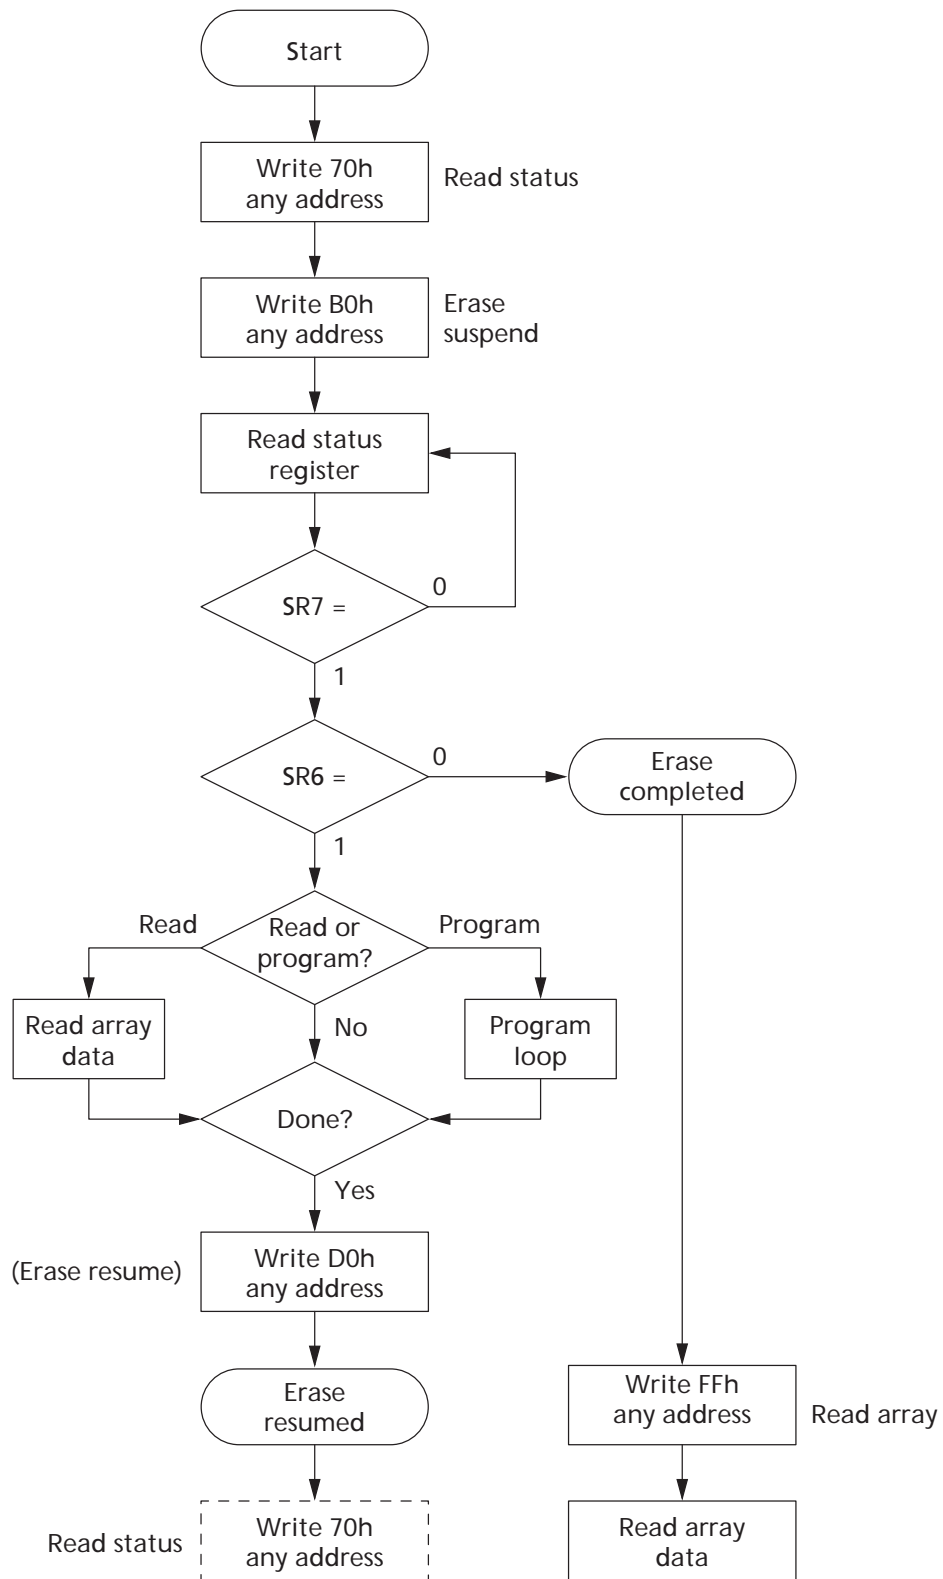 Start
Write 70h
any address
Read status
Write B0h
any address
Erase
suspend
Read status
register
0
SR7 =
1
0
SR6 =
Erase
completed
1
Read
Read or
program?
Program
Read array
data
No
Program
loop
Done?
Yes
(Erase resume)
Write D0h
any address
Erase
resumed
Write FFh
any address
Read array
Read status
Write 70h
any address
Read array
data